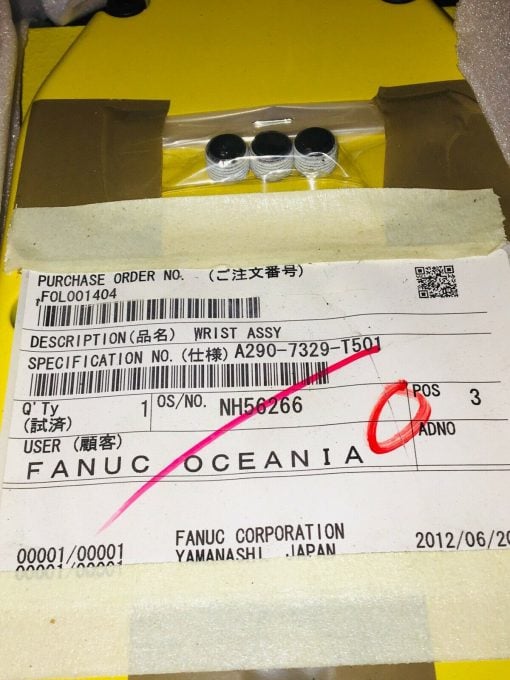 PURCHASE ORDER NO. (ご注文番号)
FOL001404
DESCRIPTION(品名) WRIST ASSY
SPECIFICATION NO.(仕様) A290-7329-T501
Q'Ty 1 OS/NO. NH56266 POS 3
(試済) ADNO
USER (顧客)
FANUC OCEANIA
00001/00001 FANUC CORPORATION
00001/00001 YAMANASHI, JAPAN 2012/06/20